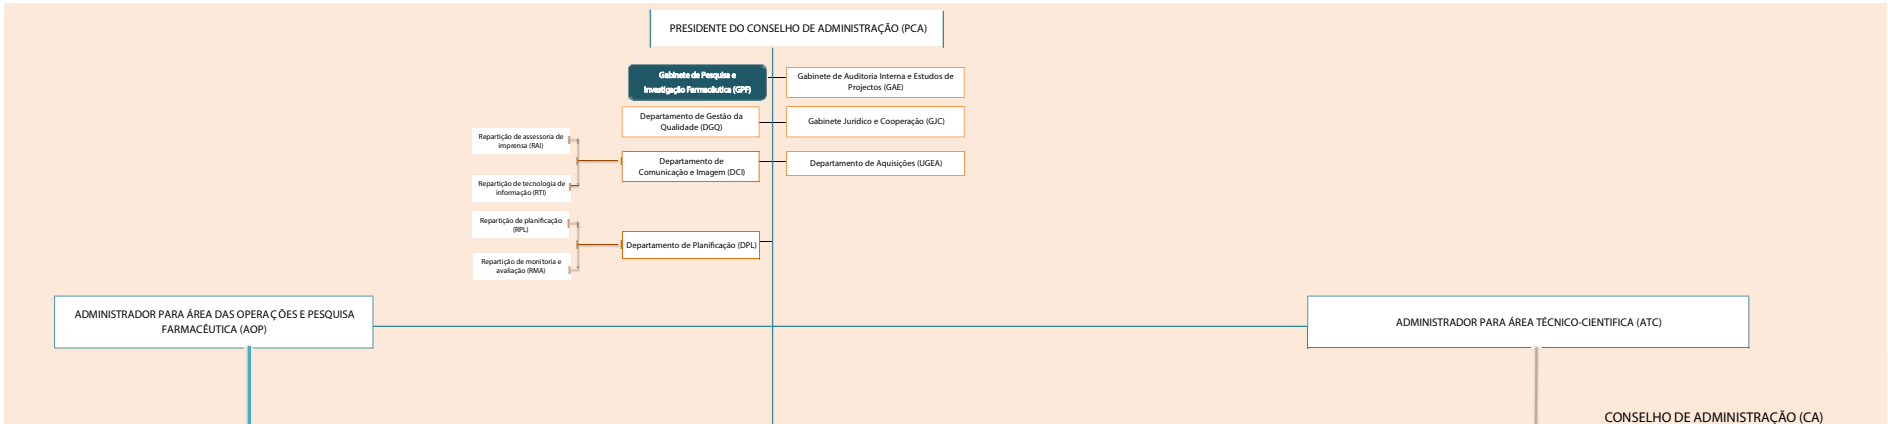 PRESIDENTE DO CONSELHO DE ADMINISTRAÇÃO (PCA)
Gabinete de Pesquisa e
Investigação Farmacêutica (GPF)
Gabinete de Auditoria Interna e Estudos de
Projectos (GAE)
Departamento de Gestão da
Qualidade (DGQ)
Gabinete Jurídico e Cooperação (GJC)
Repartição de assessoria de
imprensa (RAI)
Departamento de
Comunicação e Imagem (DCI)
Departamento de Aquisições (UGEA)
Repartição de tecnologia de
informação (RTI)
Repartição de planificação
(RPL)
Departamento de Planificação (DPL)
Repartição de monitoria e
avaliação (RMA)
ADMINISTRADOR PARA ÁREA DAS OPERAÇÕES E PESQUISA
FARMACÊUTICA (AOP)
ADMINISTRADOR PARA ÁREA TÉCNICO-CIENTIFICA (ATC)
CONSELHO DE ADMINISTRAÇÃO (CA)